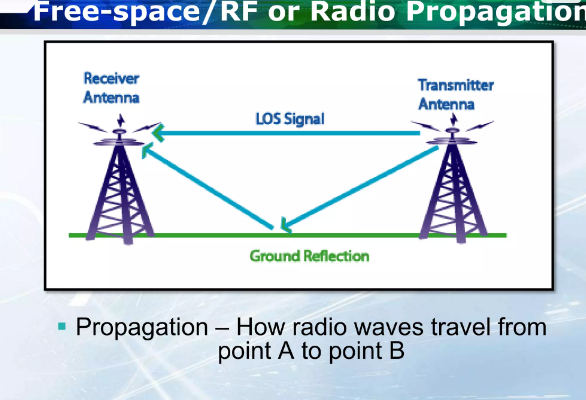 Free-space/RF or Radio Propagation
Receiver
Antenna
Transmitter
Antenna
LOS Signal
Ground Reflection
▪ Propagation – How radio waves travel from
point A to point B